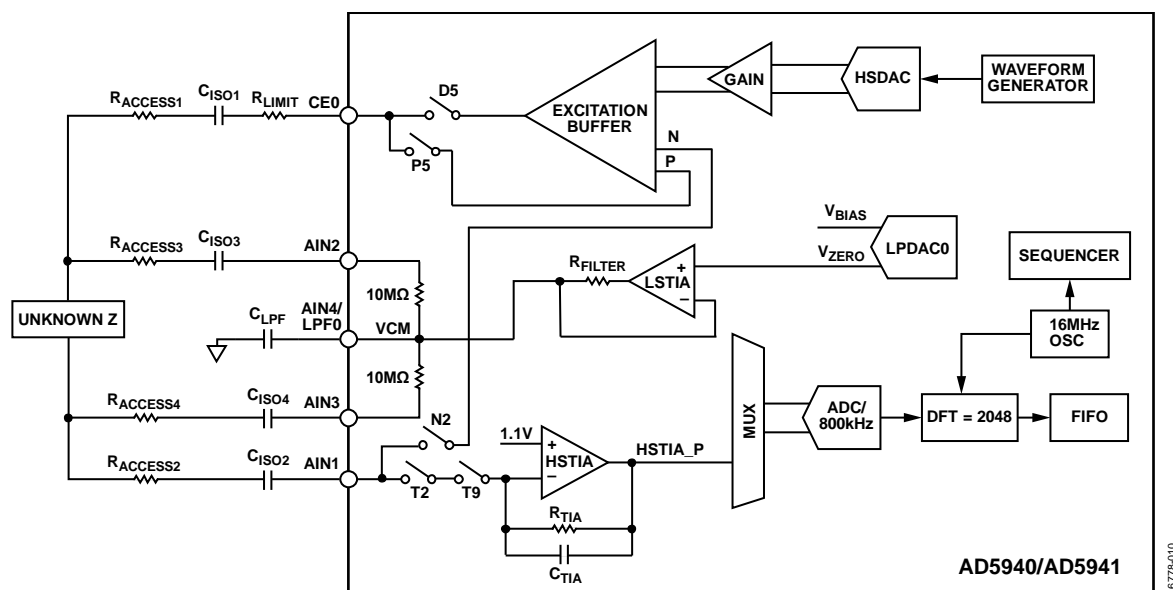 WAVEFORM
GENERATOR
HSDAC
GAIN
EXCITATION
BUFFER
N
P
D5
P5
RACCESS1
CISO1
RLIMIT
CE0
RACCESS3
CISO3
AIN2
10MΩ
AIN4/
LPF0
VCM
CLPF
UNKNOWN Z
10MΩ
RACCESS4
CISO4
AIN3
N2
RACCESS2
CISO2
AIN1
T2
T9
RFILTER
+
LSTIA
−
VBIAS
VZERO
LPDAC0
SEQUENCER
16MHz
OSC
1.1V
+
HSTIA
−
HSTIA_P
RTIA
CTIA
MUX
ADC/
800kHz
DFT = 2048
FIFO
AD5940/AD5941
6778-010